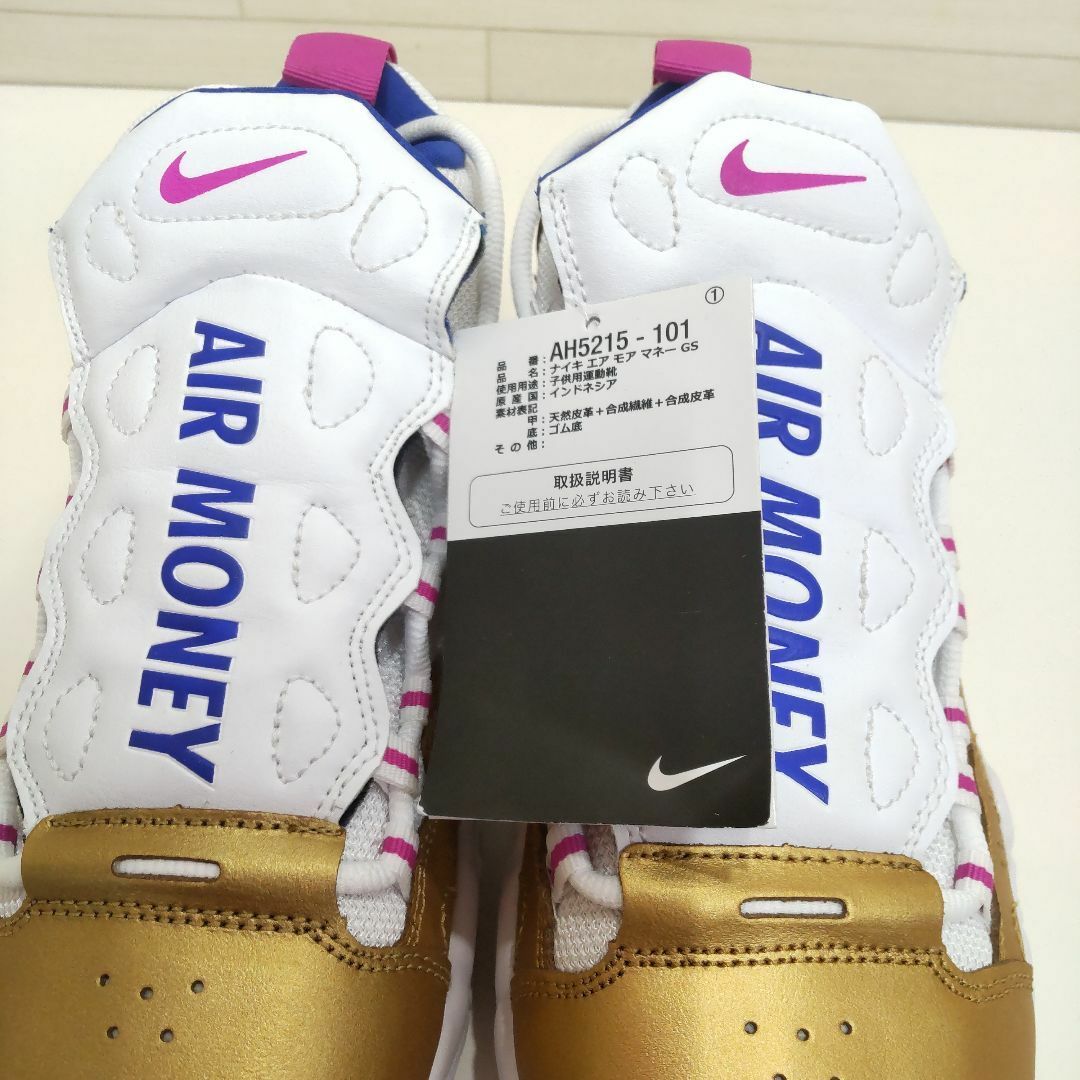 AIR MONEY
①
品番：AH5215 - 101
品名：ナイキ エア モア マネー GS
使用用途：子供用運動靴
原産国：インドネシア
素材表記
甲：天然皮革＋合成繊維＋合成皮革
底：ゴム底
その他：
取扱説明書
ご使用前に必ずお読み下さい
AIR MONEY